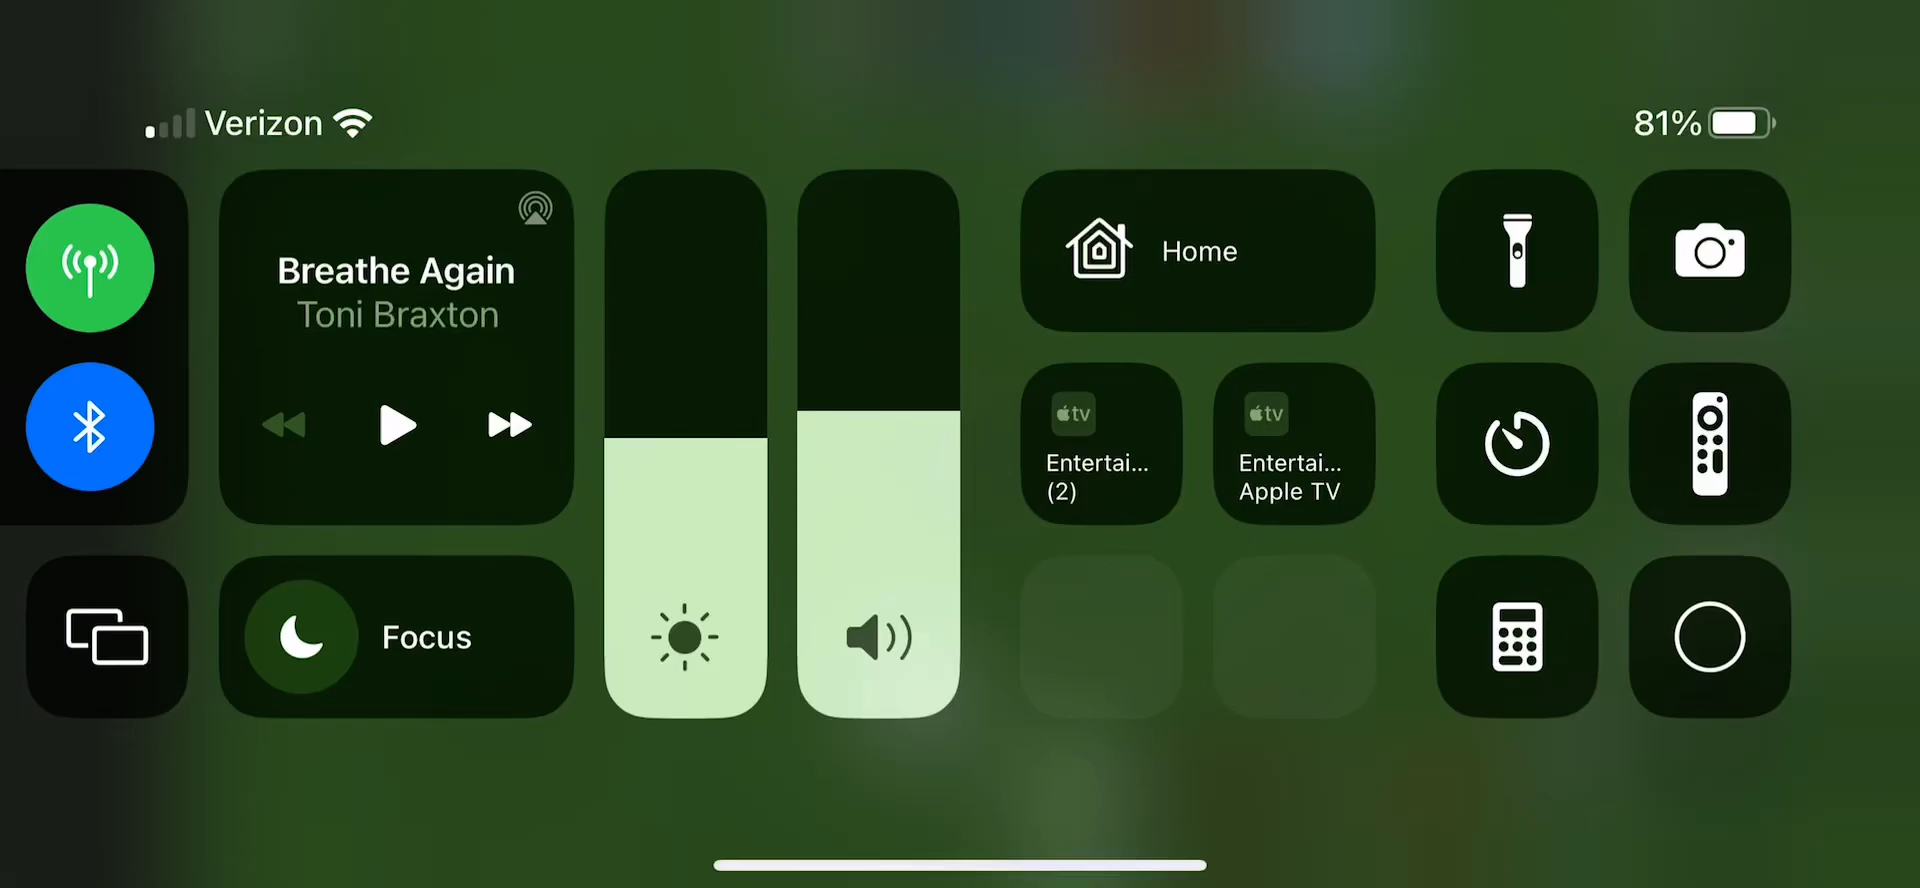 Verizon
81%
Breathe Again
Toni Braxton
Home
tv
Entertai...
(2)
tv
Entertai...
Apple TV
Focus